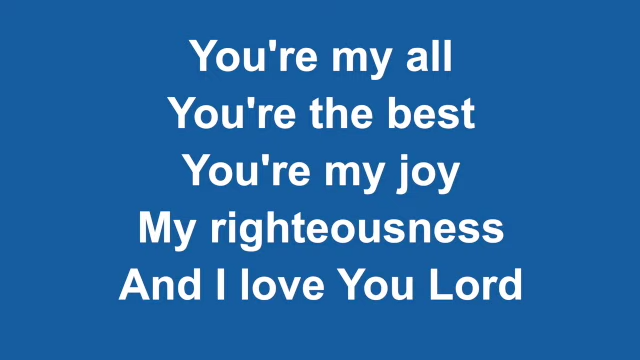 You're my all
You're the best
You're my joy
My righteousness
And I love You Lord